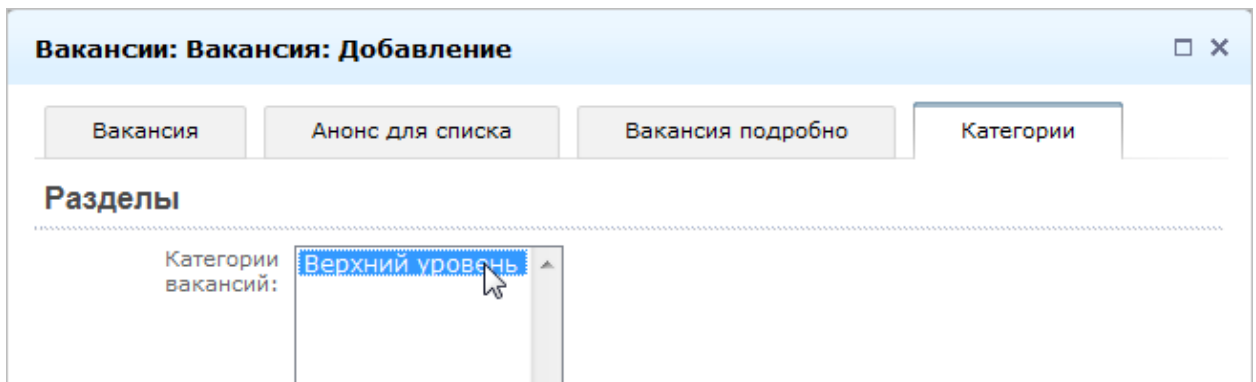 Вакансии: Вакансия: Добавление
Вакансия Анонс для списка Вакансия подробно Категории
Разделы
Категории Верхний уровень
вакансий: